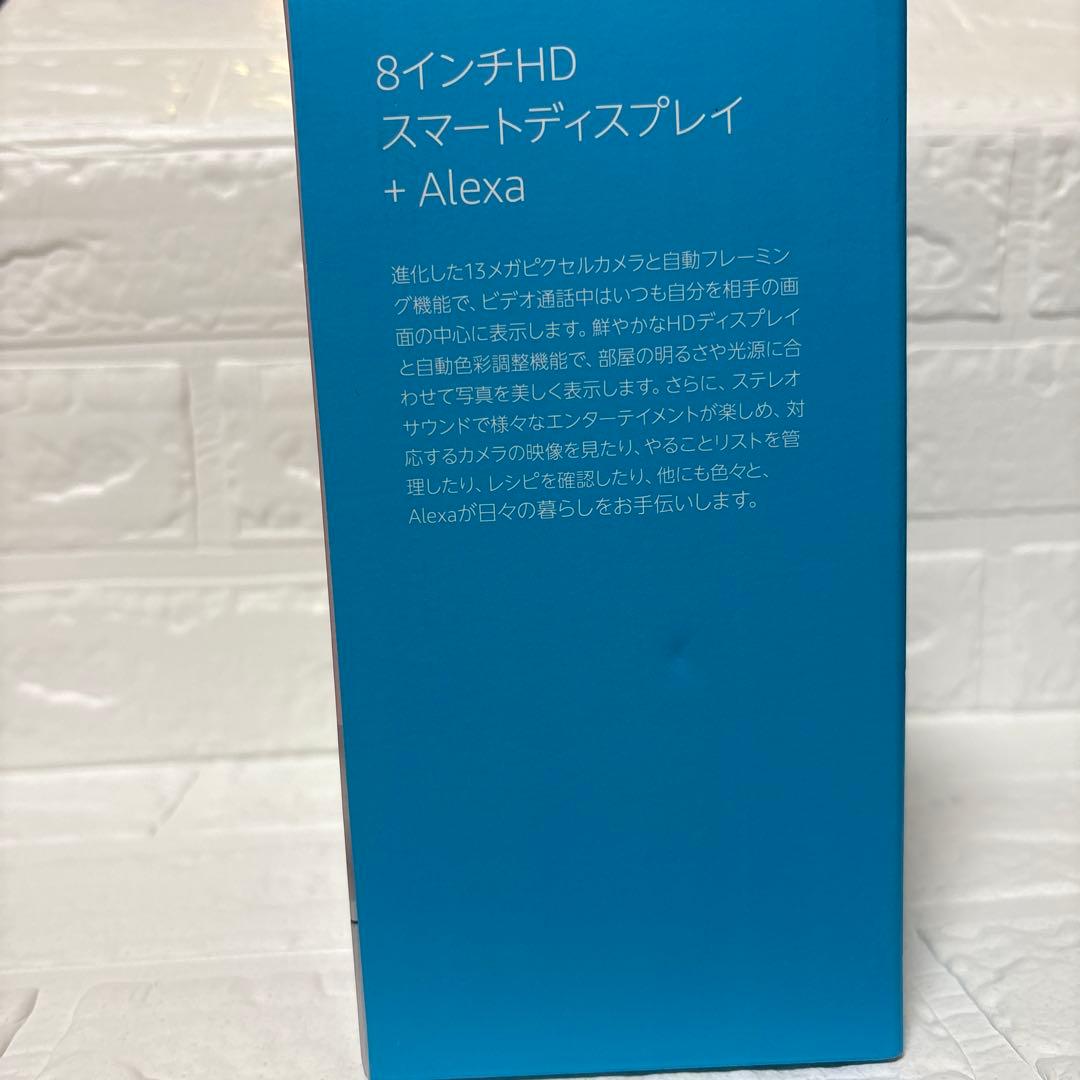 8インチHD
スマートディスプレイ
+ Alexa
進化した13メガピクセルカメラと自動フレーミン
グ機能で、ビデオ通話中はいつも自分を相手の画
面の中心に表示します。鮮やかなHDディスプレイ
と自動色彩調整機能で、部屋の明るさや光源に合
わせて写真を美しく表示します。さらに、ステレオ
サウンドで様々なエンターテイメントが楽しめ、対
応するカメラの映像を見たり、やることリストを管
理したり、レシピを確認したり、他にも色々と、
Alexaが日々の暮らしをお手伝いします。